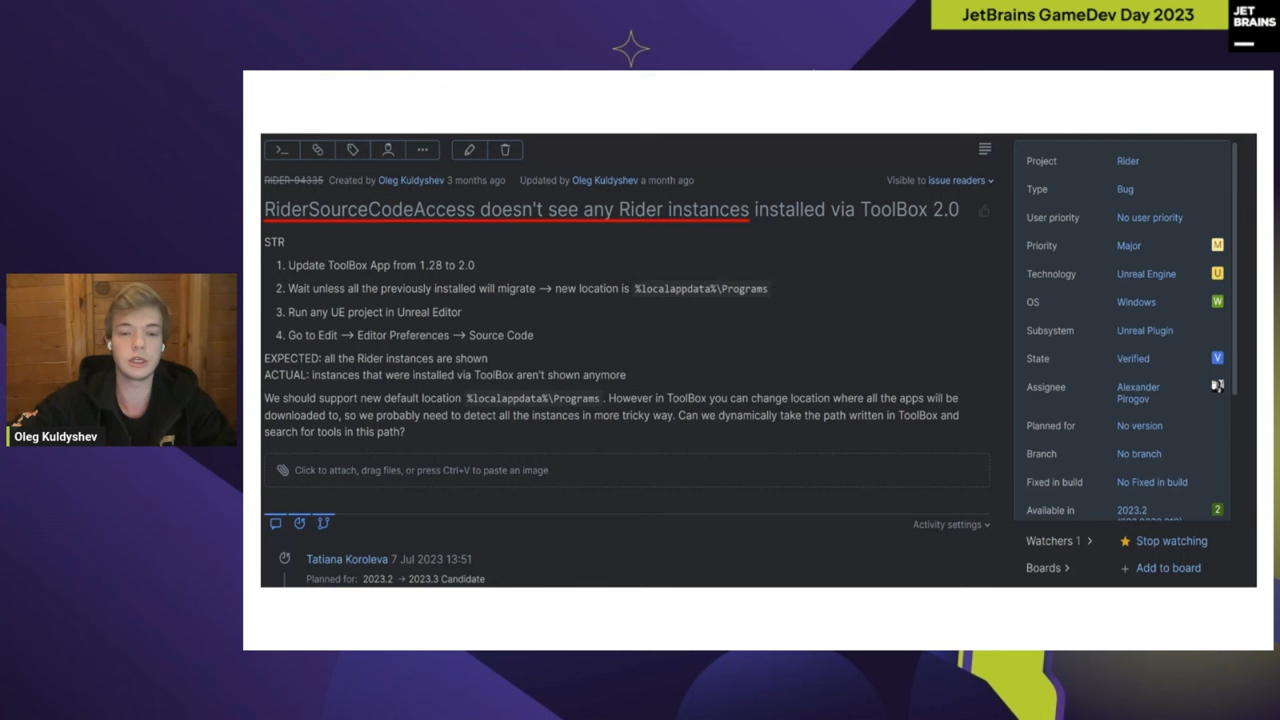 JetBrains GameDev Day 2023
JET
BRAINS
RIDER-94335 Created by Oleg Kuldyshev 3 months ago Updated by Oleg Kuldyshev a month ago
Visible to issue readers
RiderSourceCodeAccess doesn't see any Rider instances installed via ToolBox 2.0
STR
1. Update ToolBox App from 1.28 to 2.0
2. Wait unless all the previously installed will migrate → new location is %localappdata%\Programs
3. Run any UE project in Unreal Editor
4. Go to Edit → Editor Preferences → Source Code
EXPECTED: all the Rider instances are shown
ACTUAL: instances that were installed via ToolBox aren't shown anymore
We should support new default location %localappdata%\Programs . However in ToolBox you can change location where all the apps will be
downloaded to, so we probably need to detect all the instances in more tricky way. Can we dynamically take the path written in ToolBox and
search for tools in this path?
Click to attach, drag files, or press Ctrl+V to paste an image
Activity settings
Tatiana Koroleva 7 Jul 2023 13:51
Planned for: 2023.2 → 2023.3 Candidate
Project Rider
Type Bug
User priority No user priority
Priority Major M
Technology Unreal Engine U
OS Windows W
Subsystem Unreal Plugin
State Verified V
Assignee Alexander
Pirogov
Planned for No version
Branch No branch
Fixed in build No Fixed in build
Available in 2023.2 2
Watchers 1 Stop watching
Boards + Add to board
Oleg Kuldyshev